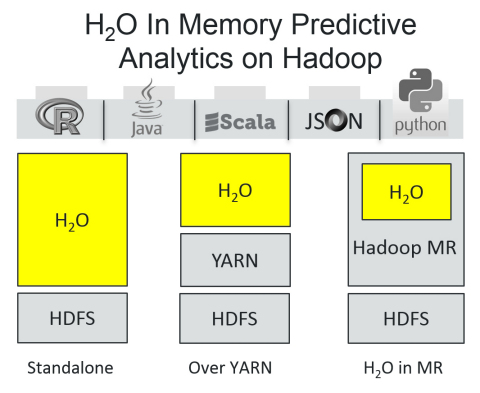 H₂O In Memory Predictive
Analytics on Hadoop
R
Java
Scala
JSON
python
H₂O
HDFS
Standalone
H₂O
YARN
HDFS
Over YARN
H₂O
Hadoop MR
HDFS
H₂O in MR